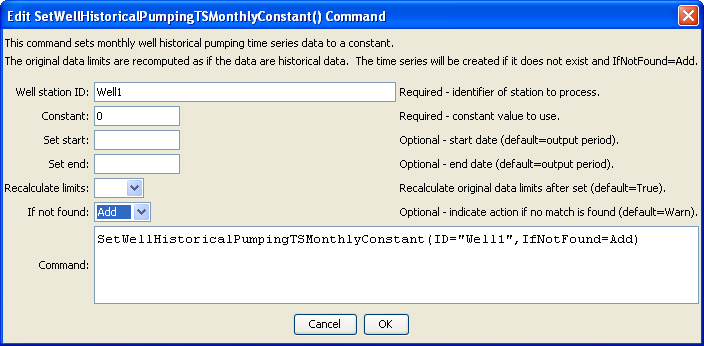 Edit SetWellHistoricalPumpingTSMonthlyConstant() Command
This command sets monthly well historical pumping time series data to a constant.
The original data limits are recomputed as if the data are historical data. The time series will be created if it does not exist and IfNotFound=Add.
Well station ID: Well1 Required - identifier of station to process.
Constant: 0 Required - constant value to use.
Set start: Optional - start date (default=output period).
Set end: Optional - end date (default=output period).
Recalculate limits: Recalculate original data limits after set (default=True).
If not found: Add Optional - indicate action if no match is found (default=Warn).
SetWellHistoricalPumpingTSMonthlyConstant(ID="Well1",IfNotFound=Add)
Command:
Cancel OK